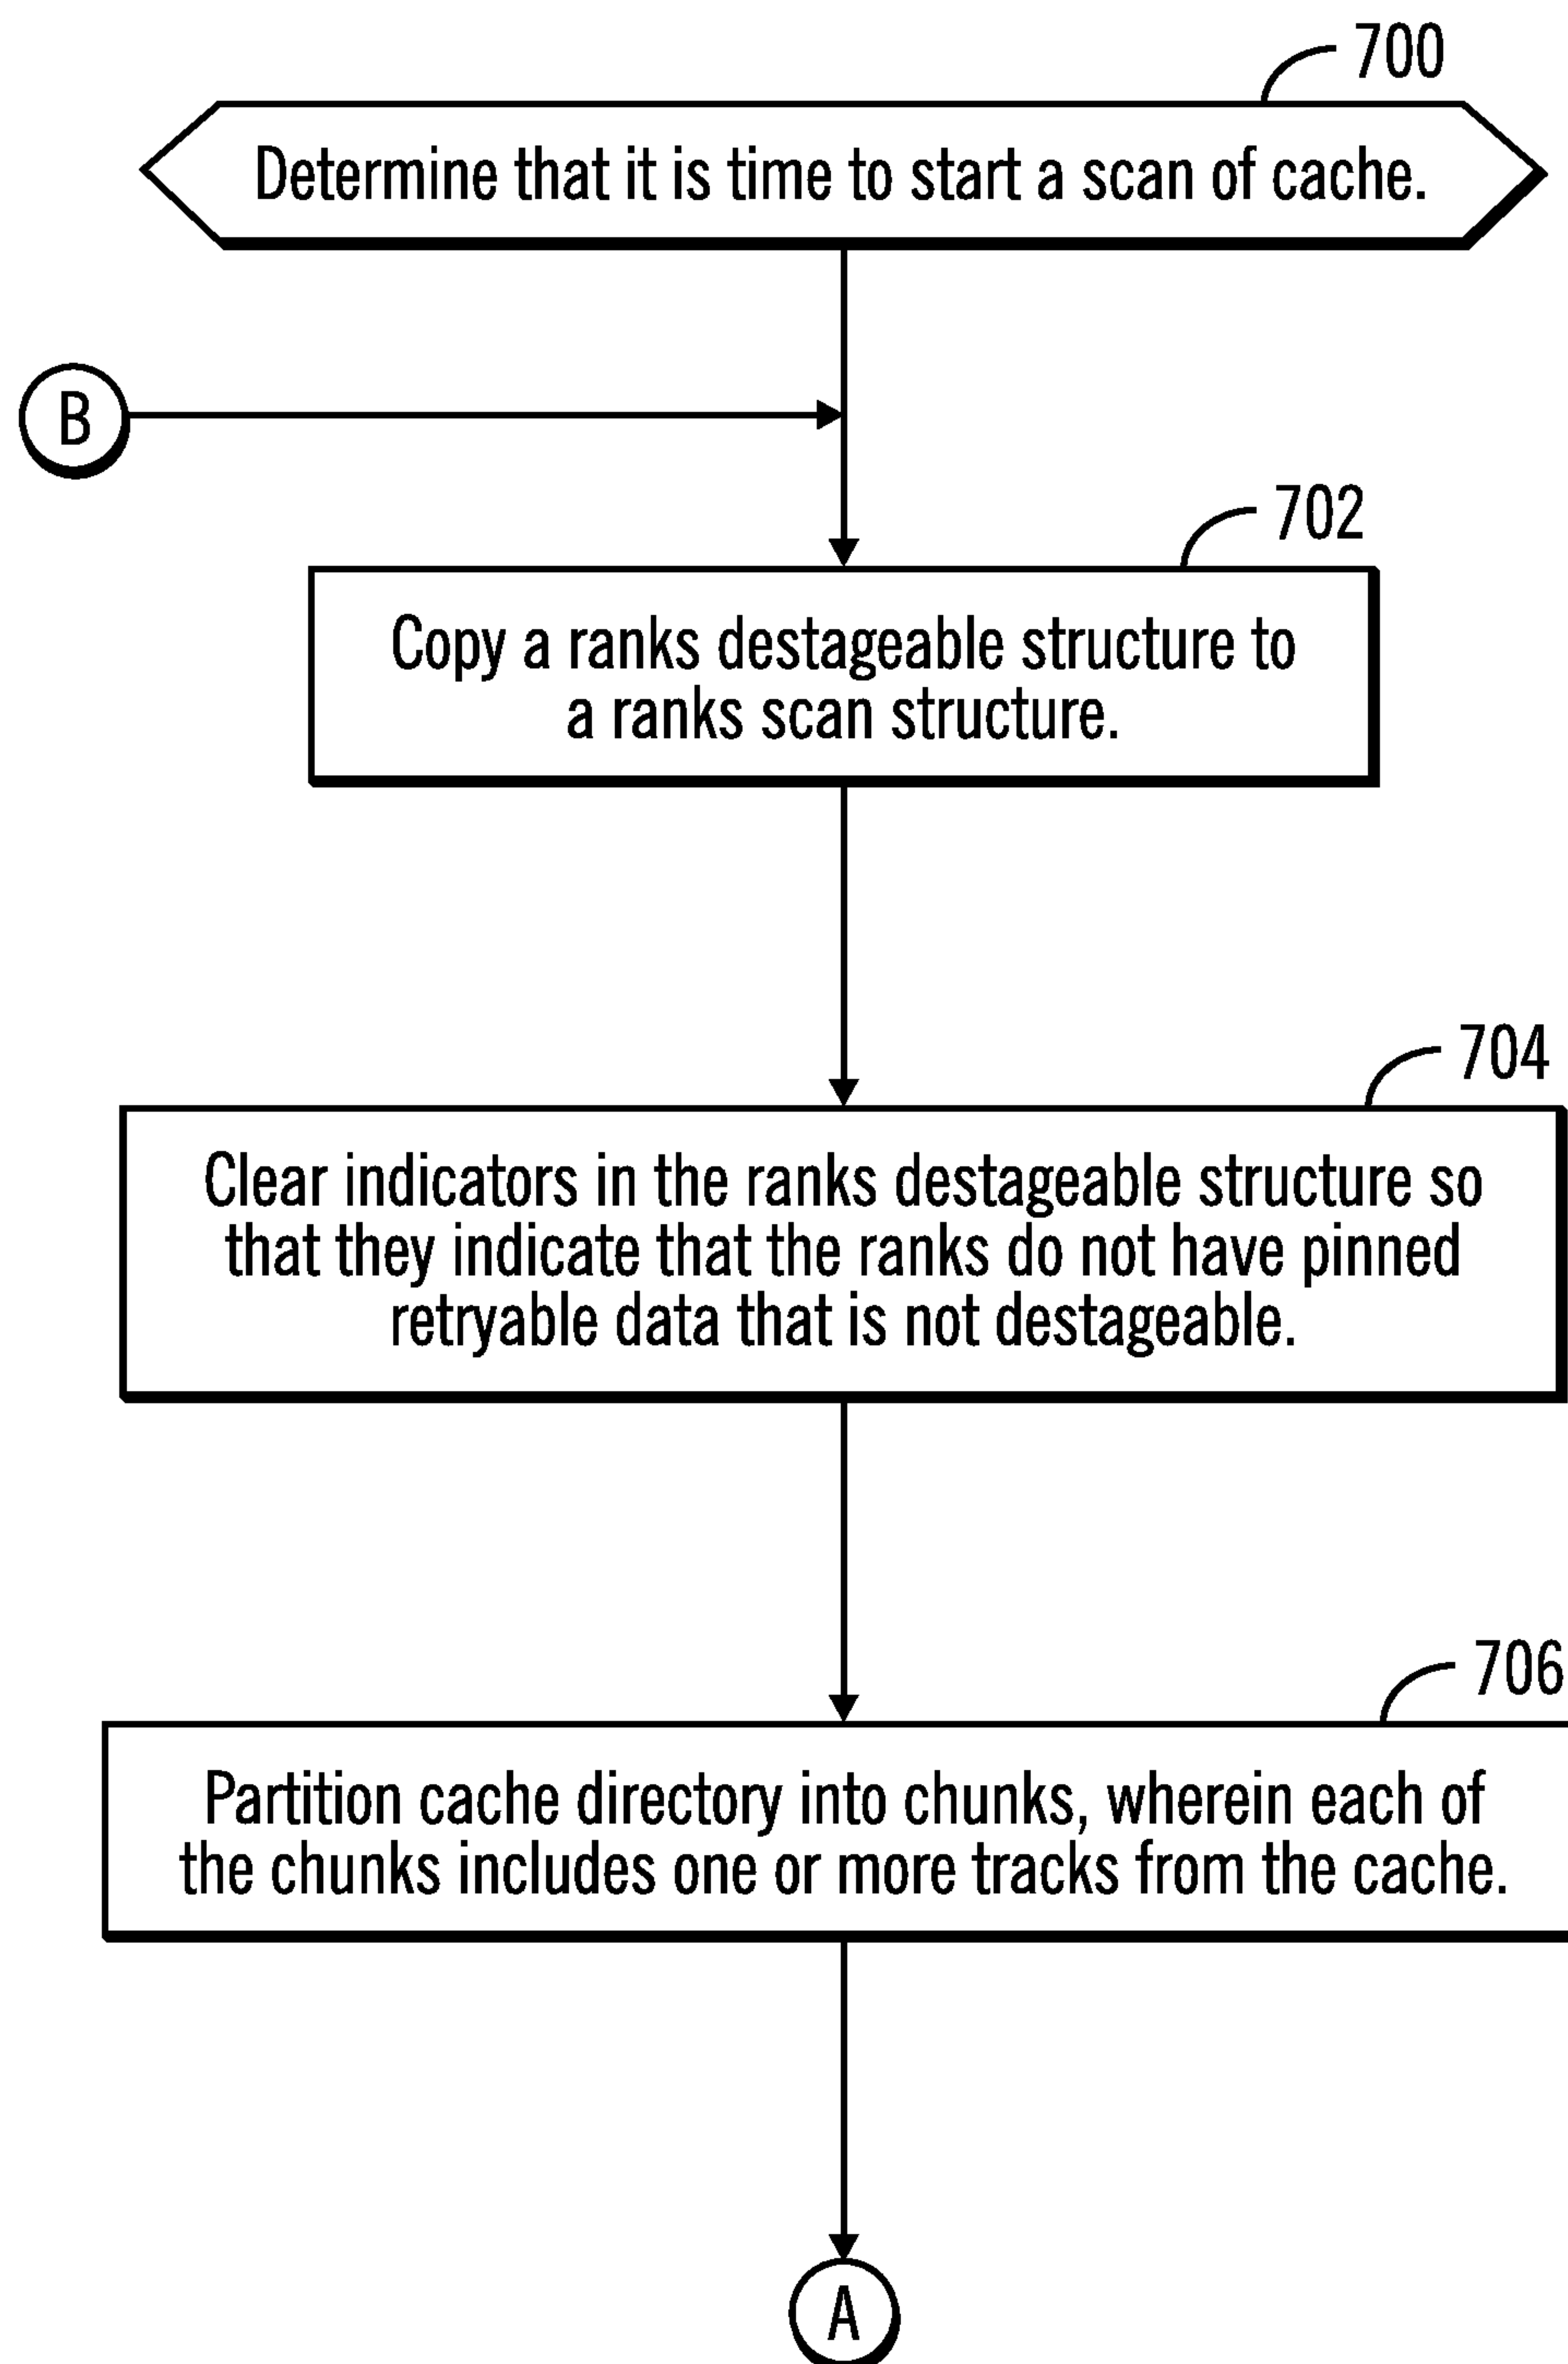 700
Determine that it is time to start a scan of cache.
B
702
Copy a ranks destageable structure to
a ranks scan structure.
704
Clear indicators in the ranks destageable structure so
that they indicate that the ranks do not have pinned
retryable data that is not destageable.
706
Partition cache directory into chunks, wherein each of
the chunks includes one or more tracks from the cache.
A